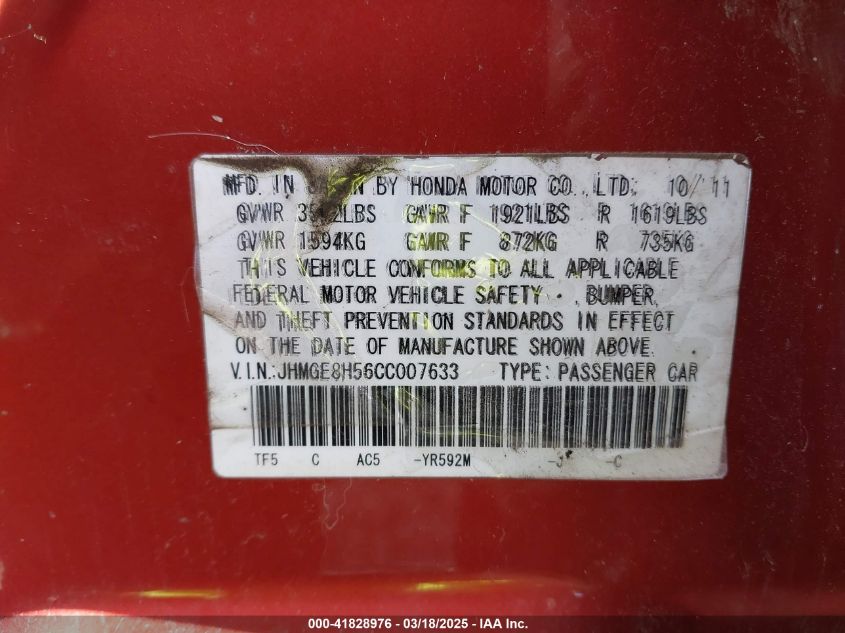 MFD. IN BY HONDA MOTOR CO., LTD. 10/11
GVWR LBS GAWR F 1921LBS R 1619LBS
GVWR 1594KG GAWR F 872KG R 735KG
THIS VEHICLE CONFORMS TO ALL APPLICABLE
FEDERAL MOTOR VEHICLE SAFETY , BUMPER,
AND THEFT PREVENTION STANDARDS IN EFFECT
ON THE DATE OF MANUFACTURE SHOWN ABOVE.
V.I.N.:JHMGE8H56CC007633 TYPE: PASSENGER CAR
TF5 C AC5 -YR592M -J -C
000-41828976 - 03/18/2025 - IAA Inc.